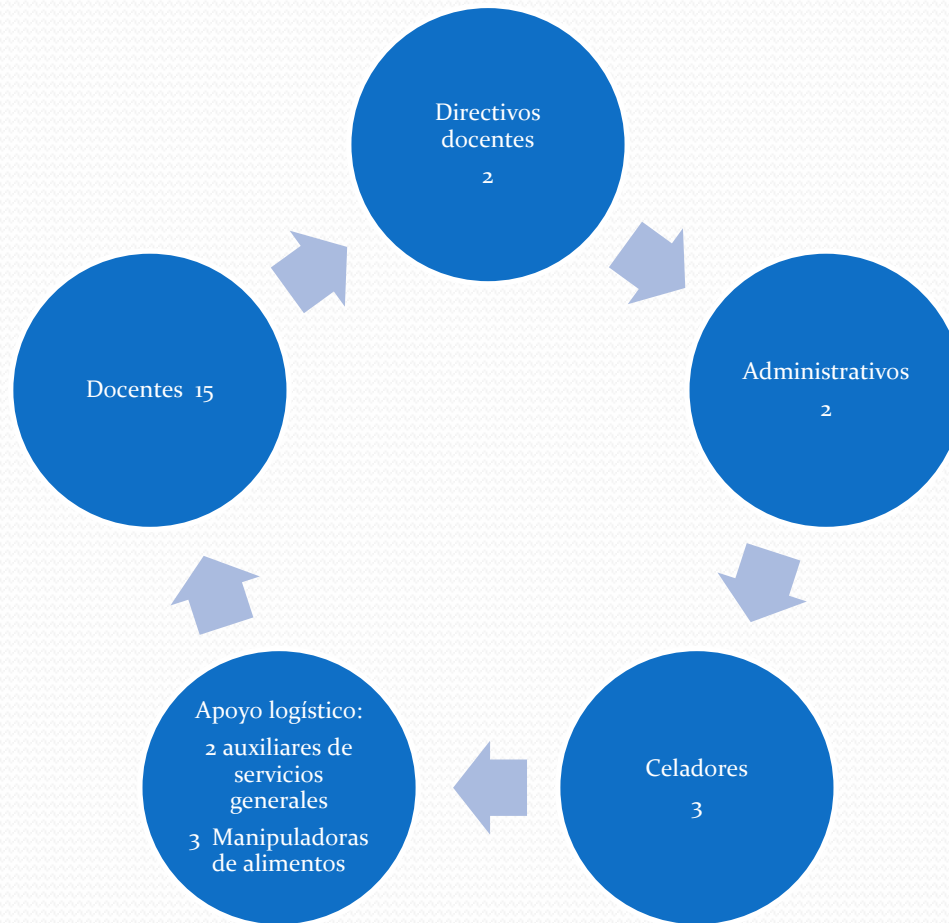 Directivos
docentes
2
Administrativos
2
Celadores
3
Apoyo logístico:
2 auxiliares de
servicios
generales
3 Manipuladoras
de alimentos
Docentes 15